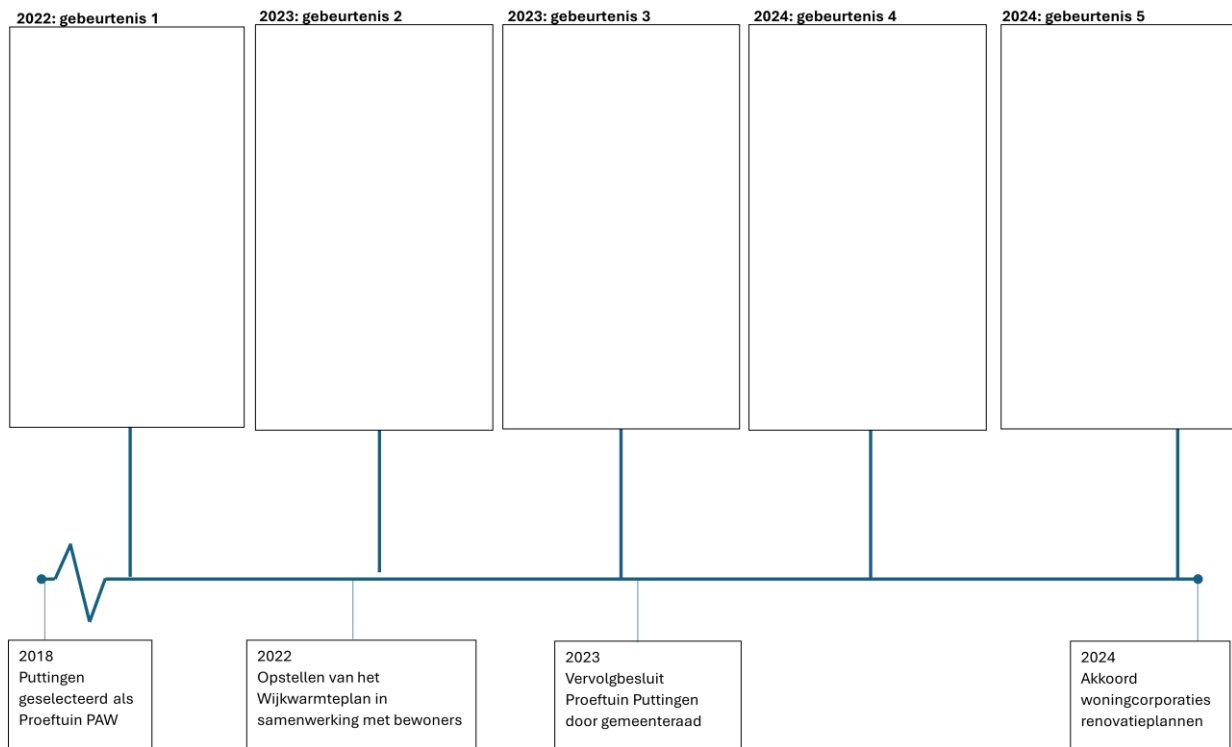 2022: gebeurtenis 1
2023: gebeurtenis 2
2023: gebeurtenis 3
2024: gebeurtenis 4
2024: gebeurtenis 5
2018
Puttingen
geselecteerd als
Proeftuin PAW
2022
Opstellen van het
Wijkwarmteplan in
samenwerking met bewoners
2023
Vervolgbesluit
Proeftuin Puttingen
door gemeenteraad
2024
Akkoord
woningcorporaties
renovatieplannen